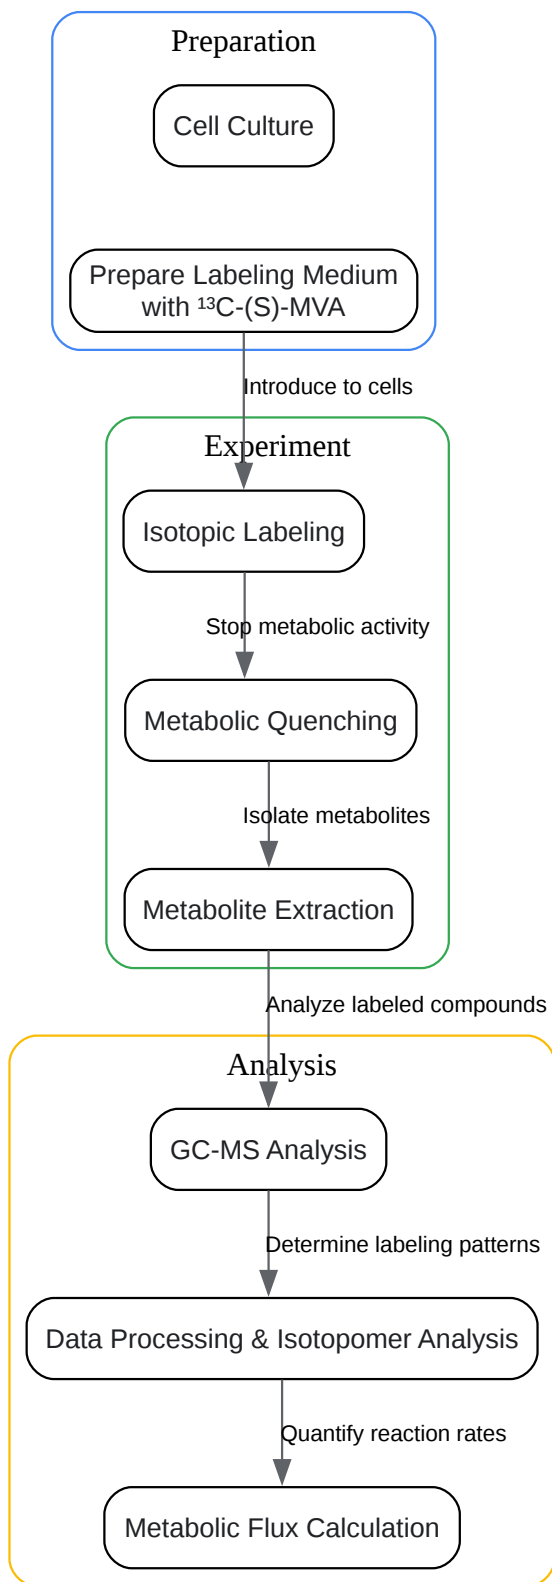 Preparation
Cell Culture
Prepare Labeling Medium
with ¹³C-(S)-MVA
Introduce to cells
Experiment
Isotopic Labeling
Stop metabolic activity
Metabolic Quenching
Isolate metabolites
Metabolite Extraction
Analyze labeled compounds
Analysis
GC-MS Analysis
Determine labeling patterns
Data Processing & Isotopomer Analysis
Quantify reaction rates
Metabolic Flux Calculation